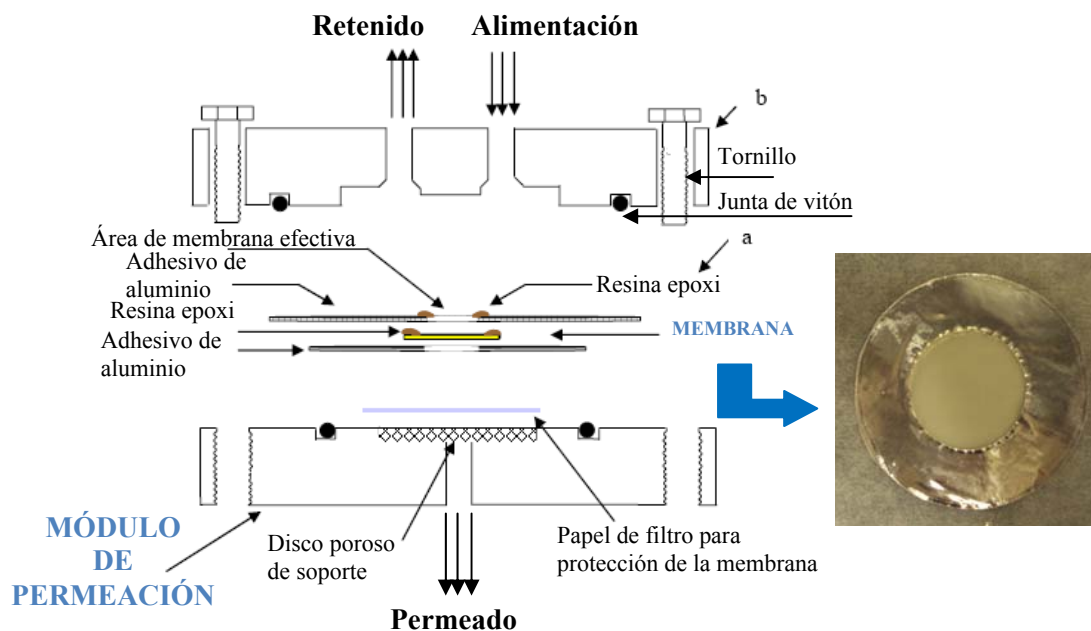 Retenido
Alimentación
b
Tornillo
Junta de vitón
Área de membrana efectiva
a
Adhesivo de
aluminio
Resina epoxi
Resina epoxi
MEMBRANA
Adhesivo de
aluminio
MÓDULO
DE
PERMEACIÓN
Disco poroso
de soporte
Papel de filtro para
protección de la membrana
Permeado